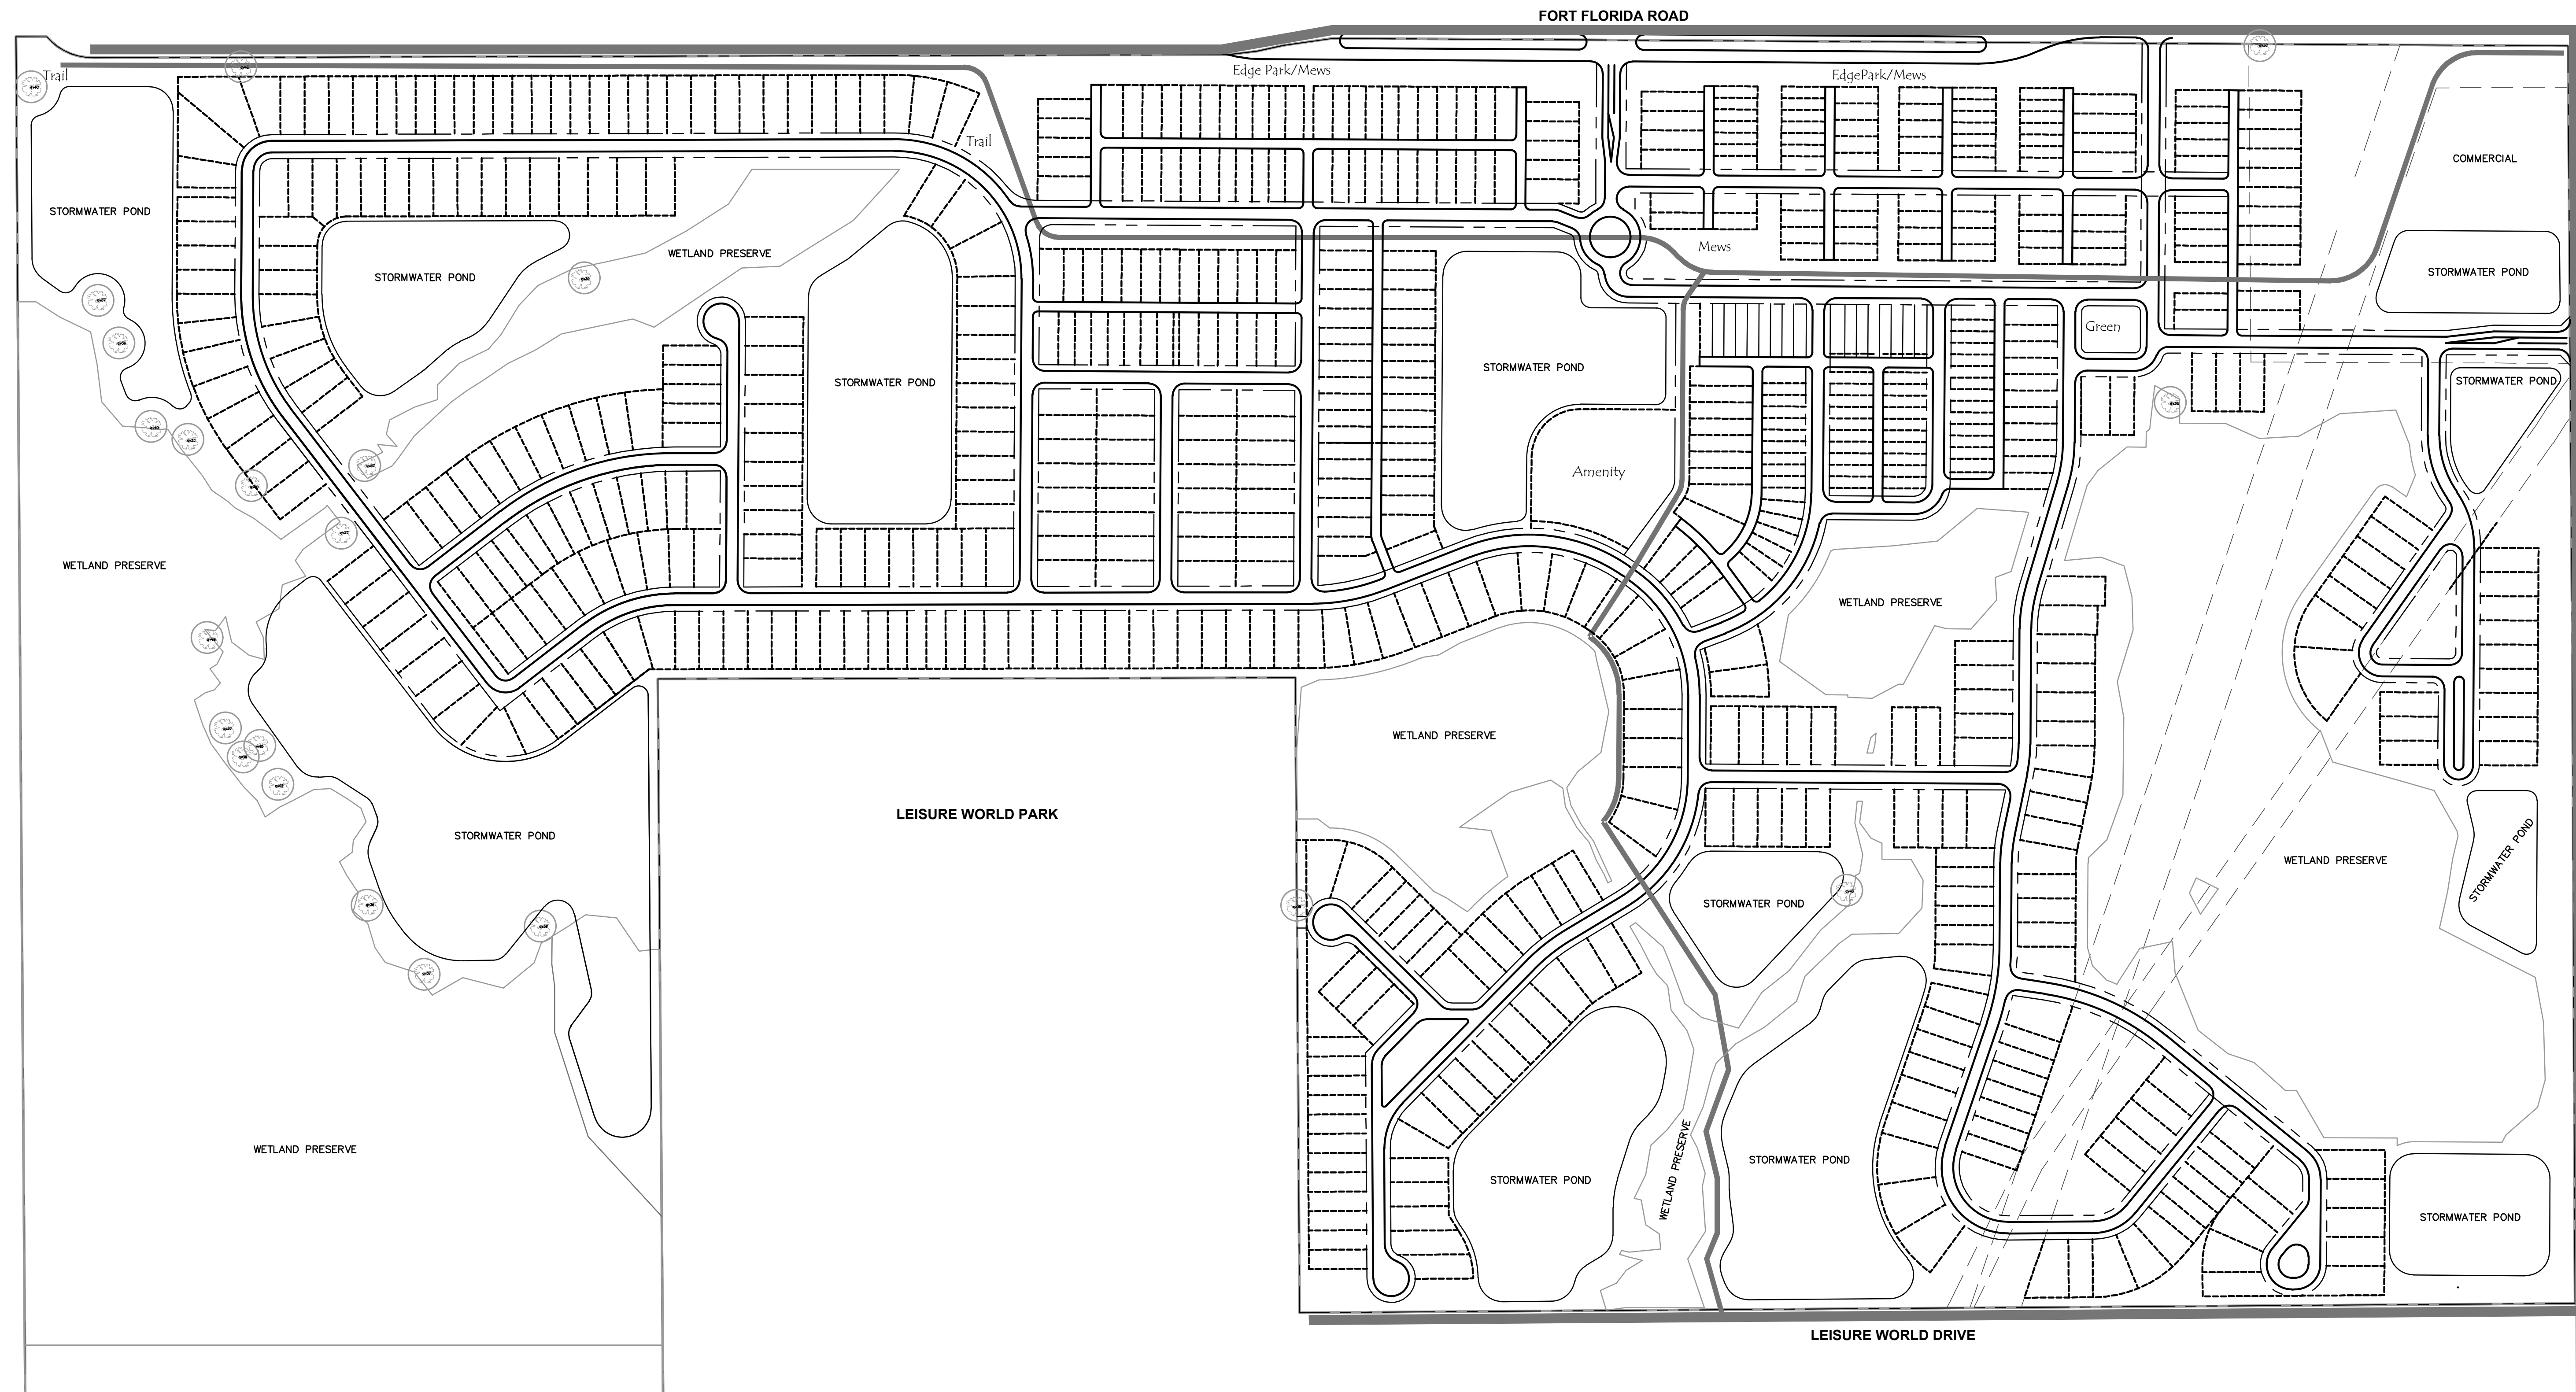 FORT FLORIDA ROAD
Trail
Edge Park/Mews
EdgePark/Mews
Trail
COMMERCIAL
STORMWATER POND
WETLAND PRESERVE
STORMWATER POND
Mews
STORMWATER POND
Green
STORMWATER POND
STORMWATER POND
STORMWATER POND
Amenity
WETLAND PRESERVE
WETLAND PRESERVE
WETLAND PRESERVE
LEISURE WORLD PARK
STORMWATER POND
WETLAND PRESERVE
STORMWATER POND
STORMWATER POND
WETLAND PRESERVE
WETLAND PRESERVE
STORMWATER POND
STORMWATER POND
STORMWATER POND
LEISURE WORLD DRIVE